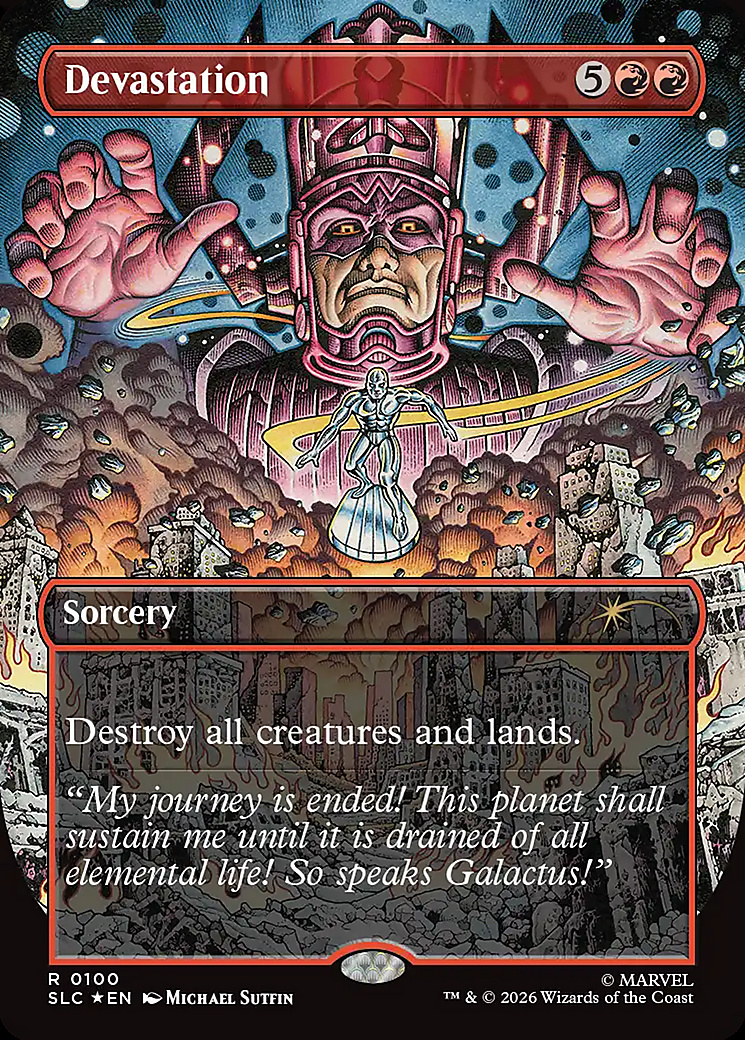 Devastation 5
Sorcery
Destroy all creatures and lands.
“My journey is ended! This planet shall
sustain me until it is drained of all
elemental life! So speaks Galactus!”
R 0100 © MARVEL
SLC ★ EN MICHAEL SUTFIN ™ & © 2026 Wizards of the Coast